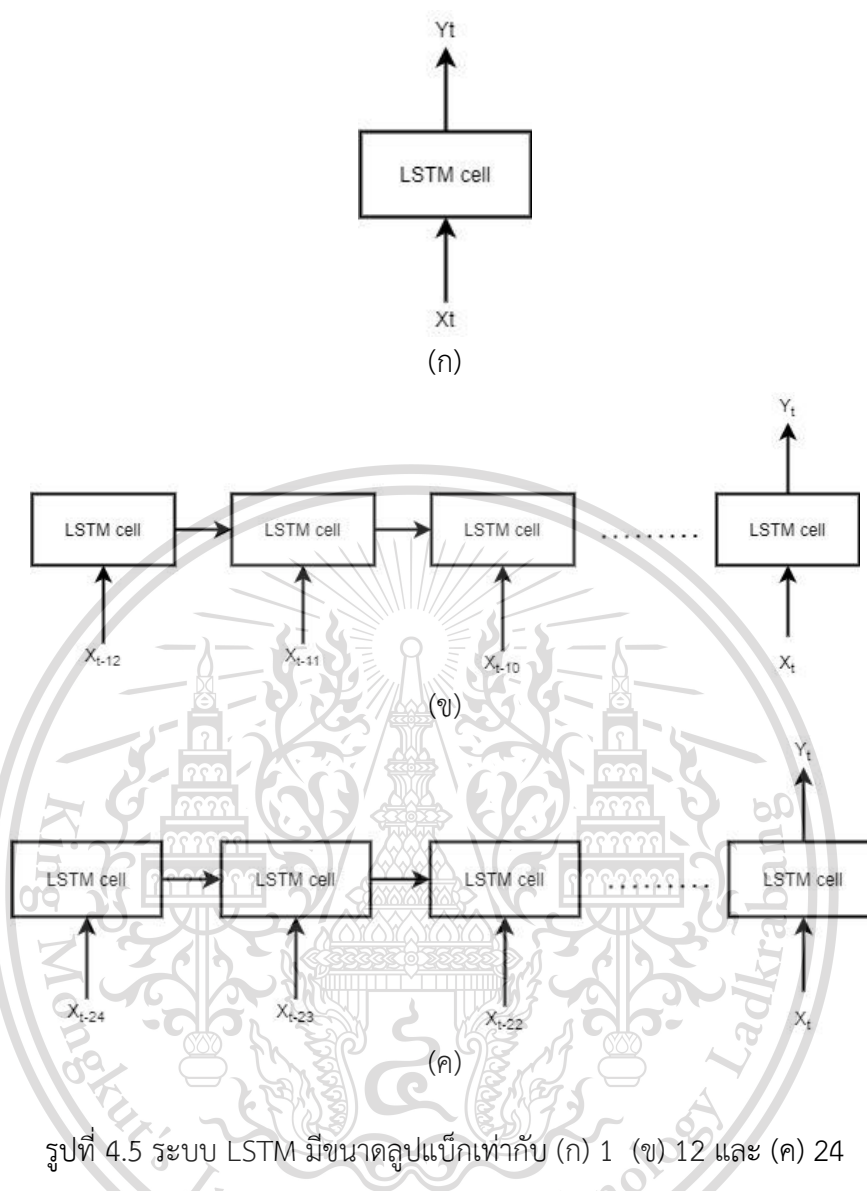 Yt
LSTM cell
Xt
(ก)
Yt
LSTM cell LSTM cell LSTM cell ........ LSTM cell
Xt-12 Xt-11 Xt-10 Xt
(ข)
Yt
LSTM cell LSTM cell LSTM cell ........ LSTM cell
Xt-24 Xt-23 Xt-22 Xt
(ค)
รูปที่ 4.5 ระบบ LSTM มีขนาดลูปแบ็กเท่ากับ (ก) 1 (ข) 12 และ (ค) 24